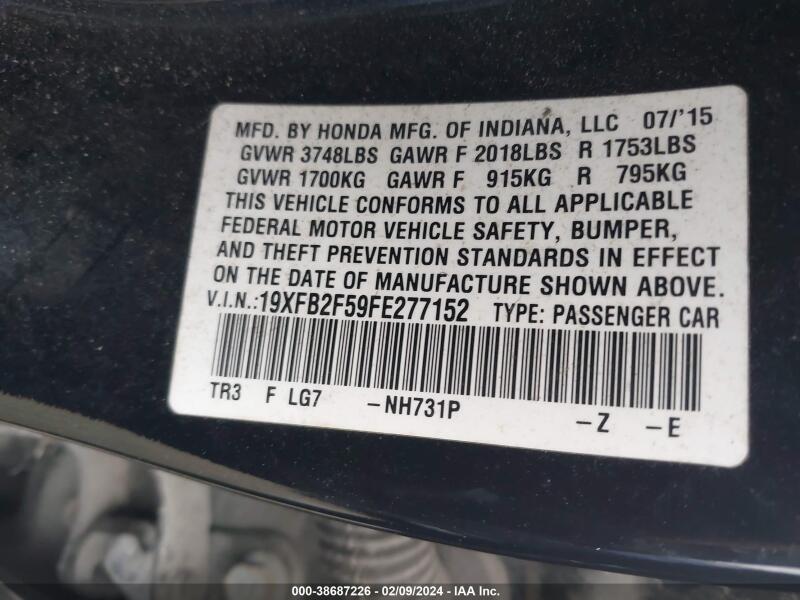 MFD. BY HONDA MFG. OF INDIANA, LLC 07/'15
GVWR 3748LBS GAWR F 2018LBS R 1753LBS
GVWR 1700KG GAWR F 915KG R 795KG
THIS VEHICLE CONFORMS TO ALL APPLICABLE
FEDERAL MOTOR VEHICLE SAFETY, BUMPER,
AND THEFT PREVENTION STANDARDS IN EFFECT
ON THE DATE OF MANUFACTURE SHOWN ABOVE.
V.I.N.:19XFB2F59FE277152 TYPE: PASSENGER CAR
TR3 F LG7 -NH731P -Z -E
000-38687226 - 02/09/2024 - IAA Inc.